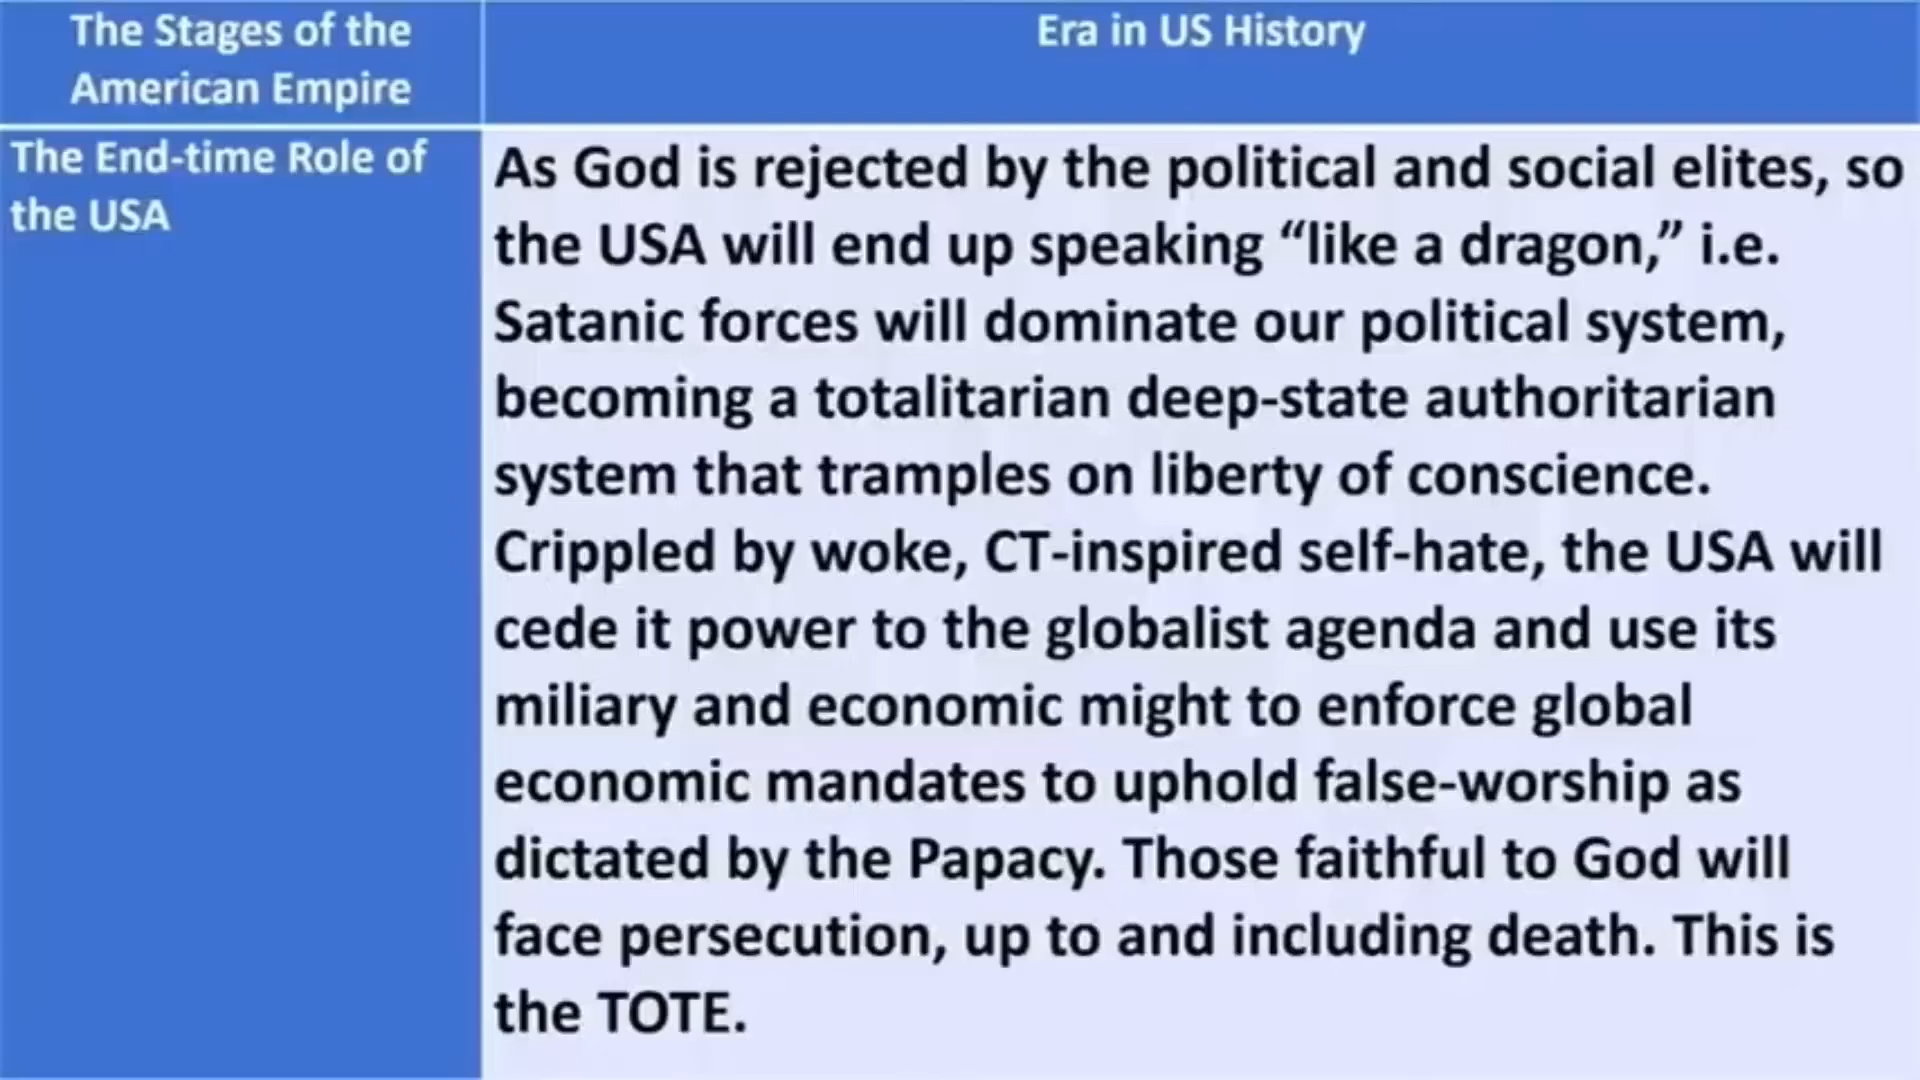 The Stages of the
American Empire
Era in US History
The End-time Role of
the USA
As God is rejected by the political and social elites, so
the USA will end up speaking “like a dragon,” i.e.
Satanic forces will dominate our political system,
becoming a totalitarian deep-state authoritarian
system that tramples on liberty of conscience.
Crippled by woke, CT-inspired self-hate, the USA will
cede it power to the globalist agenda and use its
miliary and economic might to enforce global
economic mandates to uphold false-worship as
dictated by the Papacy. Those faithful to God will
face persecution, up to and including death. This is
the TOTE.